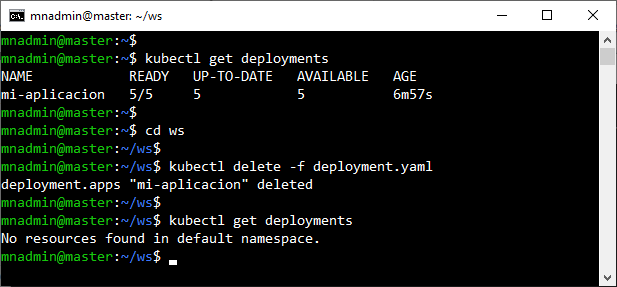 mnadmin@master: ~/ws
mnadmin@master:~$
mnadmin@master:~$ kubectl get deployments
NAME           READY   UP-TO-DATE   AVAILABLE   AGE
mi-aplicacion   5/5     5            5           6m57s
mnadmin@master:~$
mnadmin@master:~$ cd ws
mnadmin@master:~/ws$
mnadmin@master:~/ws$ kubectl delete -f deployment.yaml
deployment.apps "mi-aplicacion" deleted
mnadmin@master:~/ws$
mnadmin@master:~/ws$ kubectl get deployments
No resources found in default namespace.
mnadmin@master:~/ws$